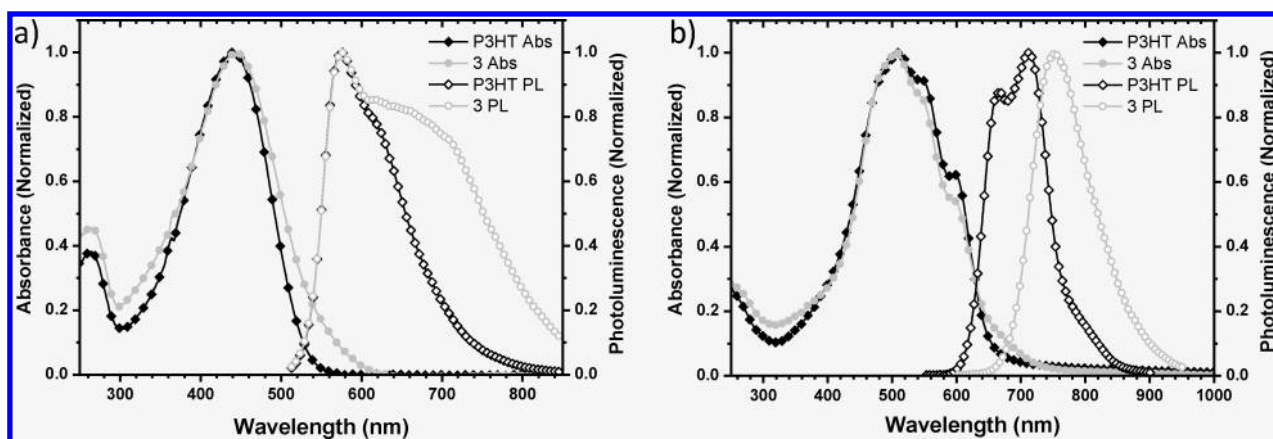 a)
Absorbance (Normalized)
1.0
0.8
0.6
0.4
0.2
0.0
P3HT Abs
3 Abs
P3HT PL
3 PL
1.0
0.8
0.6
0.4
0.2
0.0
Photoluminescence (Normalized)
300 400 500 600 700 800
Wavelength (nm)
b)
Absorbance (Normalized)
1.0
0.8
0.6
0.4
0.2
0.0
P3HT Abs
3 Abs
P3HT PL
3 PL
1.0
0.8
0.6
0.4
0.2
0.0
Photoluminescence (Normalized)
300 400 500 600 700 800 900 1000
Wavelength (nm)